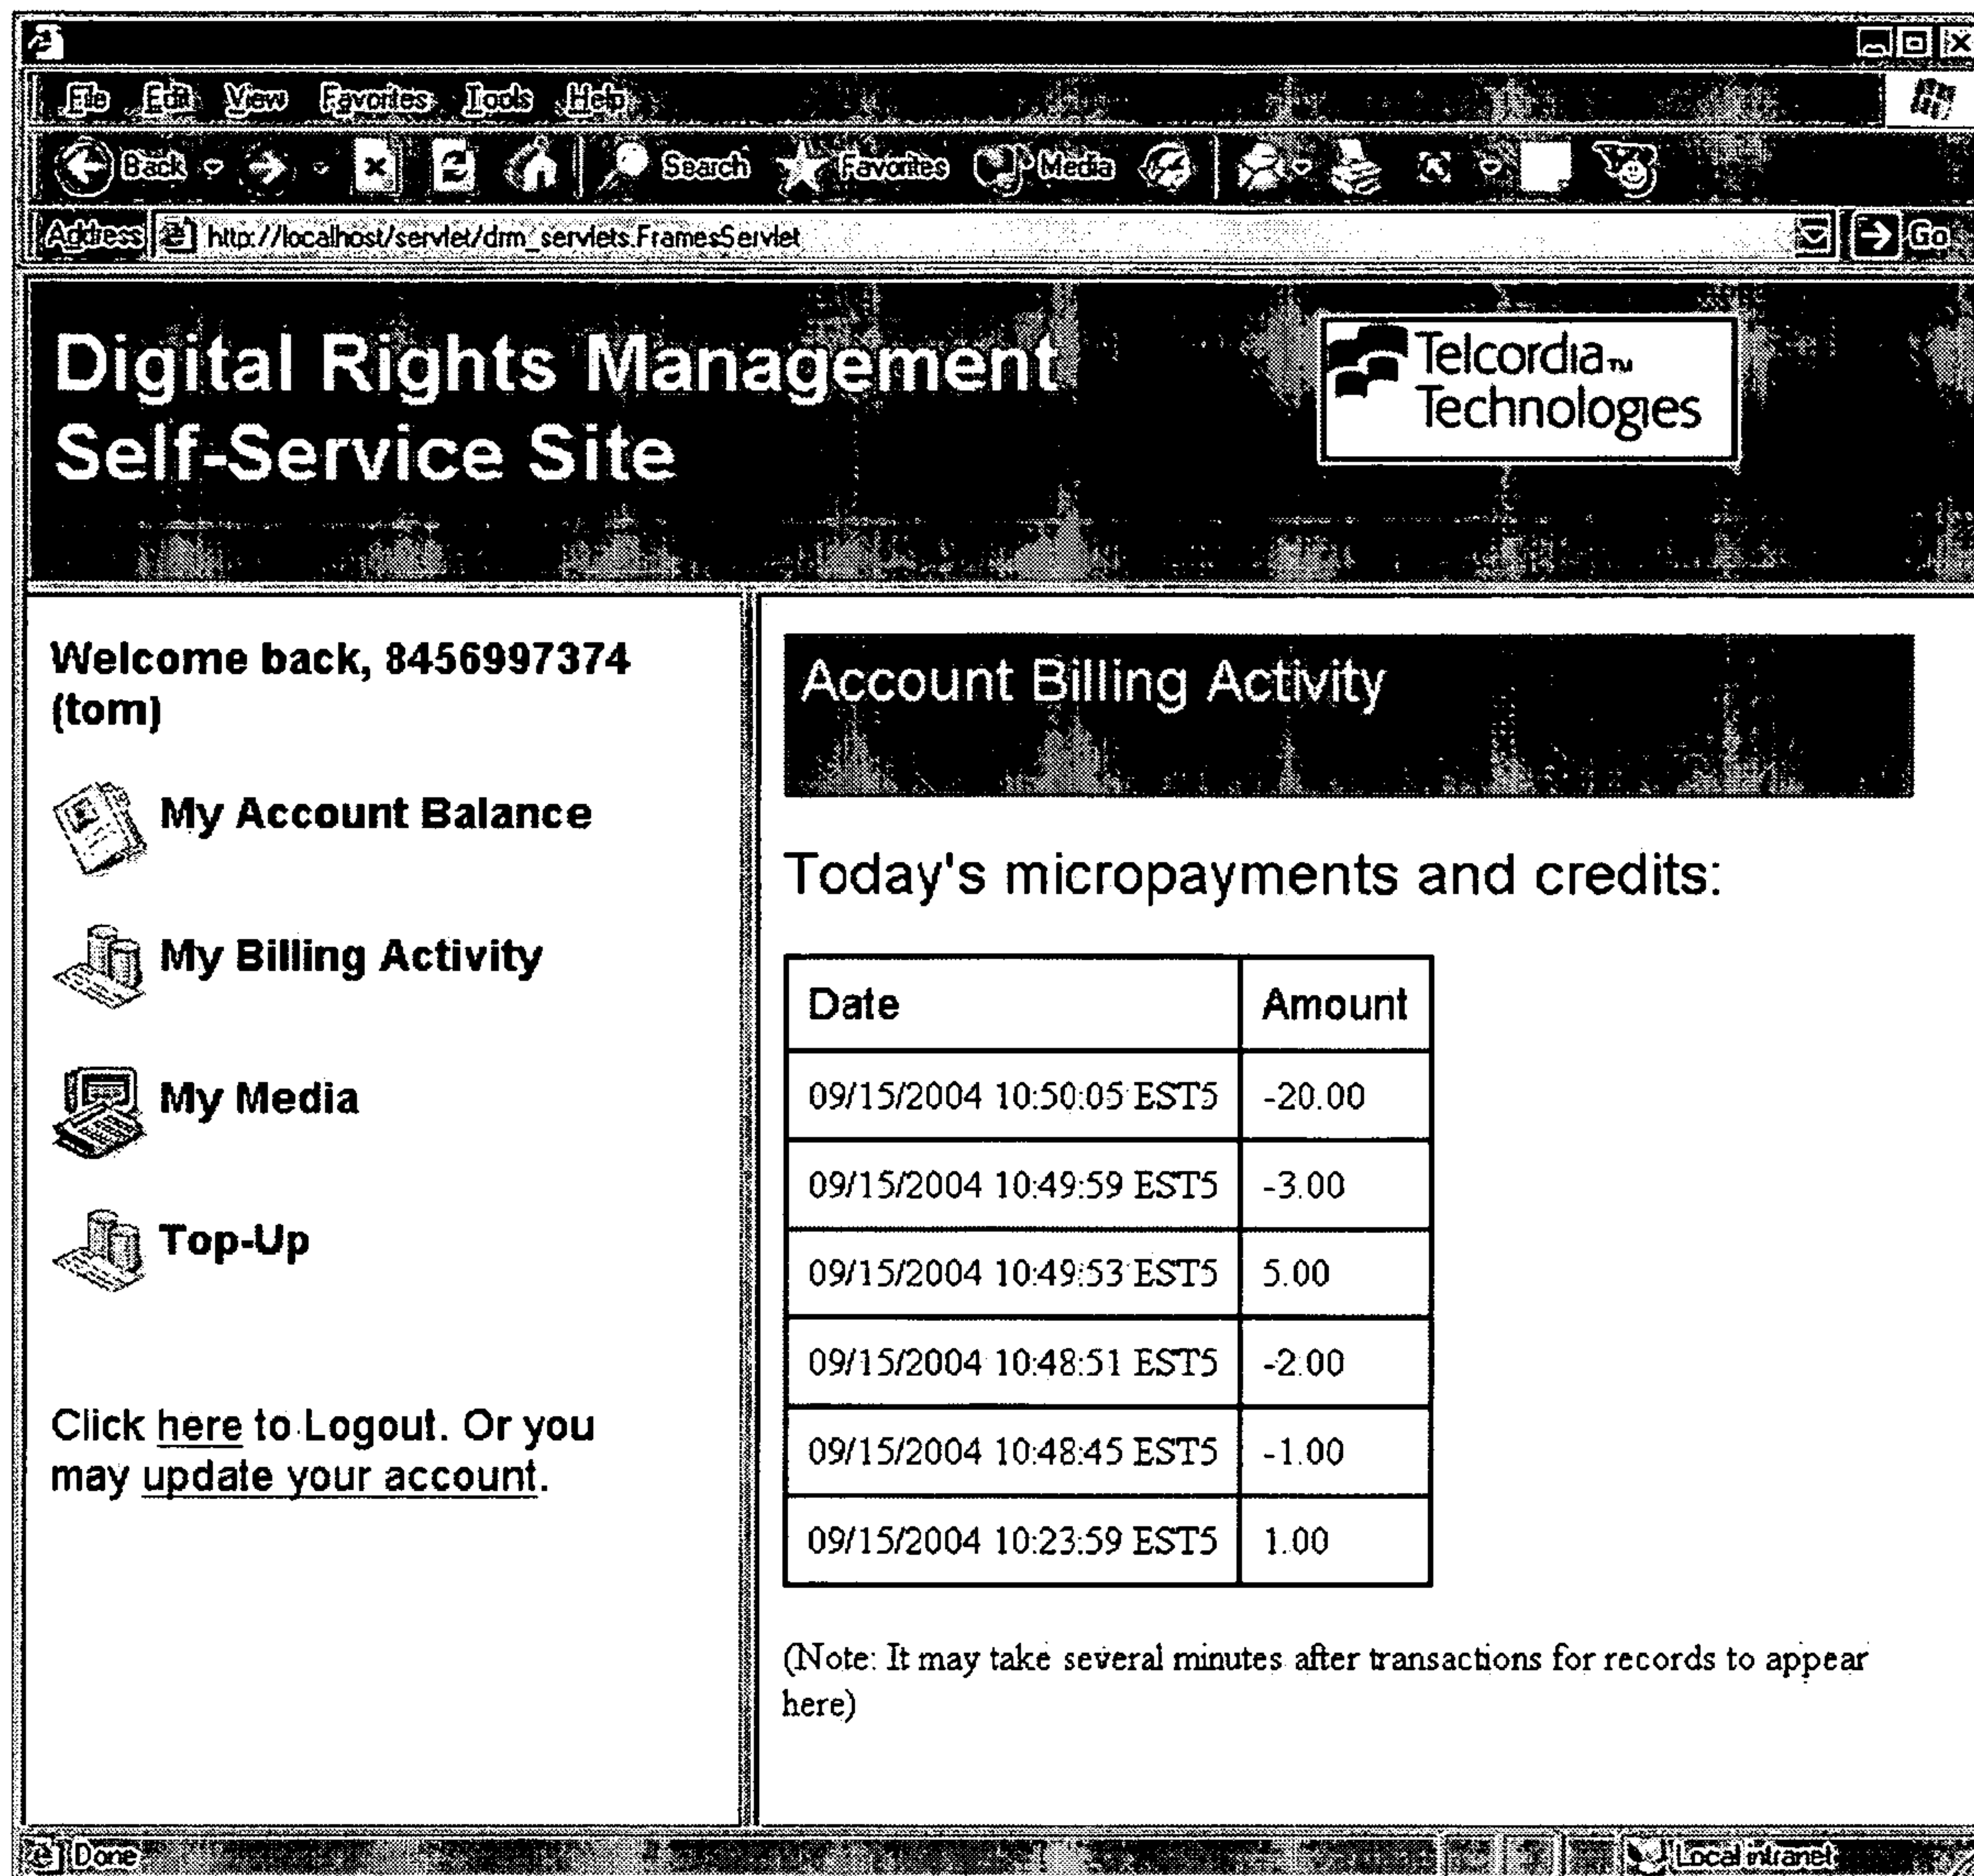 File Edit View Favorites Tools Help
Back Search Favorites Media
Address http://localhost/servlet/drm_servlets.FramesServlet Go
Digital Rights Management
Self-Service Site
Telcordia™
Technologies
Welcome back, 8456997374
(tom)
My Account Balance
My Billing Activity
My Media
Top-Up
Click here to Logout. Or you
may update your account.
Account Billing Activity
Today's micropayments and credits:
Date Amount
09/15/2004 10:50:05 EST5 -20.00
09/15/2004 10:49:59 EST5 -3.00
09/15/2004 10:49:53 EST5 5.00
09/15/2004 10:48:51 EST5 -2.00
09/15/2004 10:48:45 EST5 -1.00
09/15/2004 10:23:59 EST5 1.00
(Note: It may take several minutes after transactions for records to appear
here)
Done Local intranet